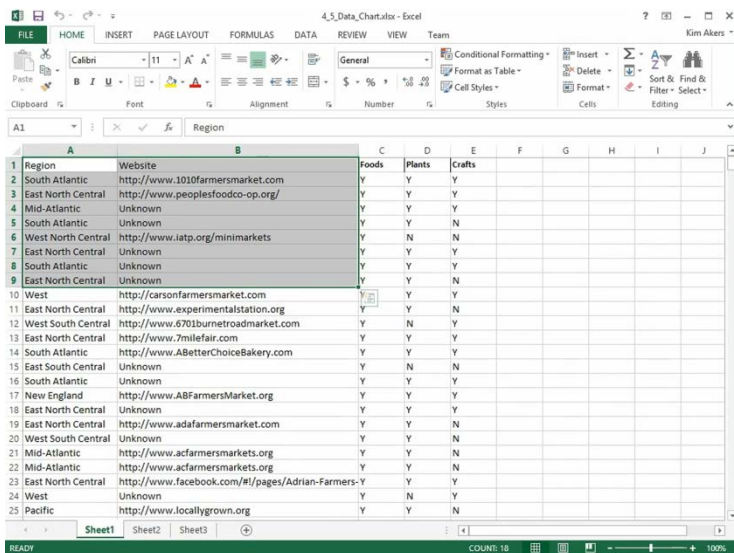 4_5_Data_Chart.xlsx - Excel
FILE HOME INSERT PAGE LAYOUT FORMULAS DATA REVIEW VIEW Team Kim Akers
Paste Calibri 11 General Conditional Formatting Insert
B I U $ % Format as Table Delete Sort & Find &
Cell Styles Format Filter Select
Clipboard Font Alignment Number Styles Cells Editing
A1 fx Region
A B C D E F G H I J
1 Region Website Foods Plants Crafts
2 South Atlantic http://www.1010farmersmarket.com Y Y Y
3 East North Central http://www.peoplesfoodco-op.org/ Y Y Y
4 Mid-Atlantic Unknown Y Y Y
5 South Atlantic Unknown Y Y N
6 West North Central http://www.iatp.org/minimarkets Y N N
7 East North Central Unknown Y Y Y
8 South Atlantic Unknown Y Y Y
9 East North Central Unknown Y Y N
10 West http://carsonfarmersmarket.com Y Y Y
11 East North Central http://www.experimentalstation.org Y Y N
12 West South Central http://www.6701burnetroadmarket.com Y N Y
13 East North Central http://www.7milefair.com Y Y Y
14 South Atlantic http://www.ABetterChoiceBakery.com Y Y Y
15 East South Central Unknown Y N N
16 South Atlantic Unknown Y Y Y
17 New England http://www.ABFarmersMarket.org Y Y Y
18 East North Central Unknown Y Y Y
19 East North Central http://www.adafarmersmarket.com Y Y N
20 West South Central Unknown Y Y N
21 Mid-Atlantic http://www.acfarmersmarkets.org Y Y N
22 Mid-Atlantic http://www.acfarmersmarkets.org Y Y N
23 East North Central http://www.facebook.com/#!/pages/Adrian-Farmers- Y Y Y
24 West Unknown Y N Y
25 Pacific http://www.locallygrown.org Y Y N
Sheet1 Sheet2 Sheet3
READY COUNT: 18 100%